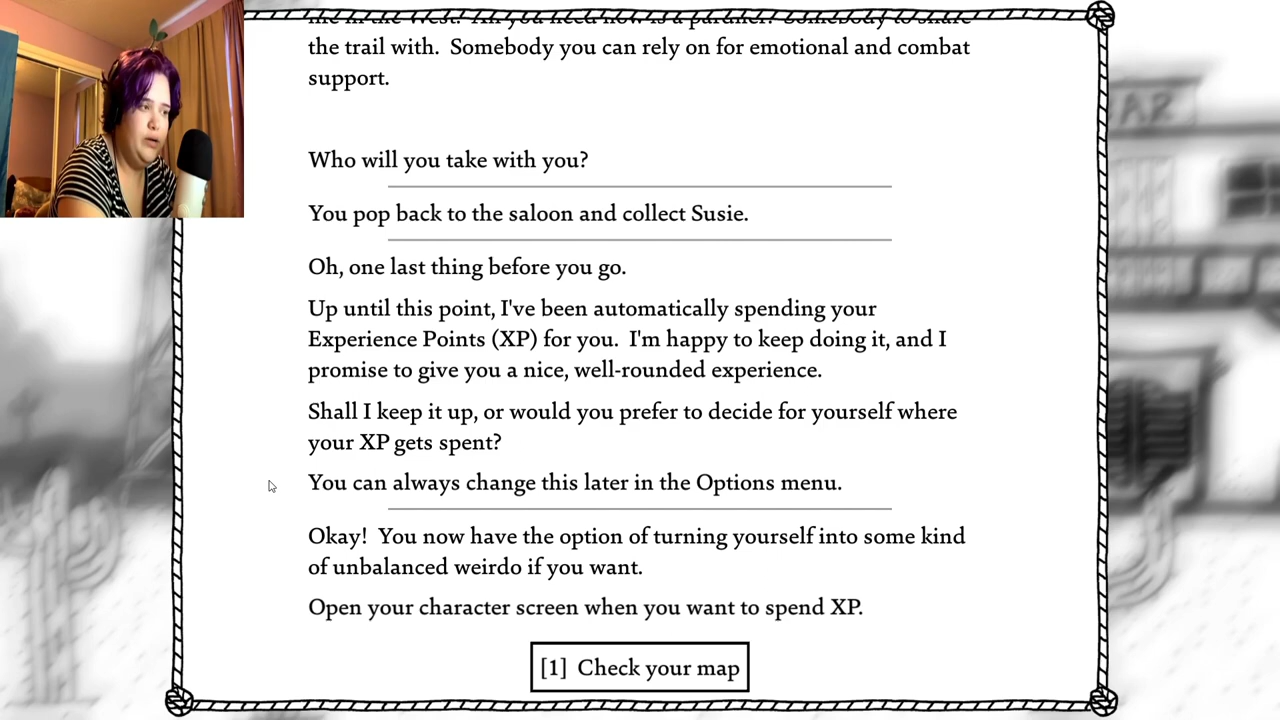 the trail with.  Somebody you can rely on for emotional and combat
support.
Who will you take with you?
You pop back to the saloon and collect Susie.
Oh, one last thing before you go.
Up until this point, I've been automatically spending your
Experience Points (XP) for you.  I'm happy to keep doing it, and I
promise to give you a nice, well-rounded experience.
Shall I keep it up, or would you prefer to decide for yourself where
your XP gets spent?
You can always change this later in the Options menu.
Okay!  You now have the option of turning yourself into some kind
of unbalanced weirdo if you want.
Open your character screen when you want to spend XP.
[1]  Check your map